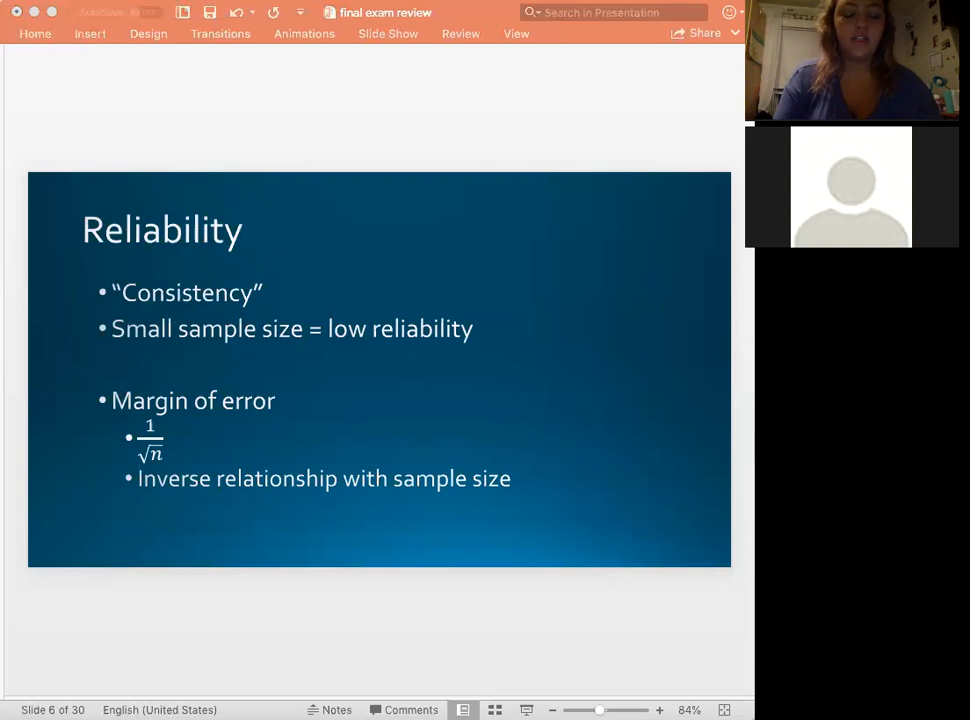 final exam review
Search in Presentation
Home Insert Design Transitions Animations Slide Show Review View Share
Reliability
• “Consistency”
• Small sample size = low reliability
• Margin of error
• 1/√n
• Inverse relationship with sample size
Slide 6 of 30 English (United States) Notes Comments 84%